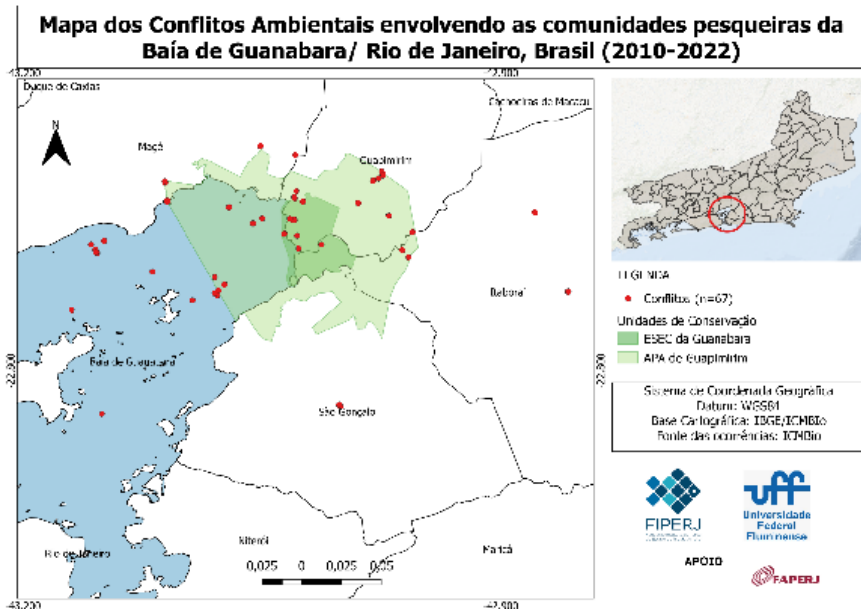 Mapa dos Conflitos Ambientais envolvendo as comunidades pesqueiras da
Baía de Guanabara/ Rio de Janeiro, Brasil (2010-2022)
-43.200
-42.900
Duque de Caxias
Cachoeiras de Macacu
N
Magé
Guapimirim
Itaboraí
-22.800
-22.800
Baía de Guanabara
São Gonçalo
Rio de Janeiro
Niterói
Maricá
0,025 0 0,025 0,05
-43.200
-42.900
LEGENDA
Conflitos (n=67)
Unidades de Conservação
ESEC da Guanabara
APA de Guapimirim
Sistema de Coordenada Geográfica
Datum: WGS84
Base Cartográfica: IBGE/ICMBIo
Fonte das ocorrências: ICMBio
FIPERJ
uff
Universidade
Federal
Fluminense
APOIO
FAPERJ